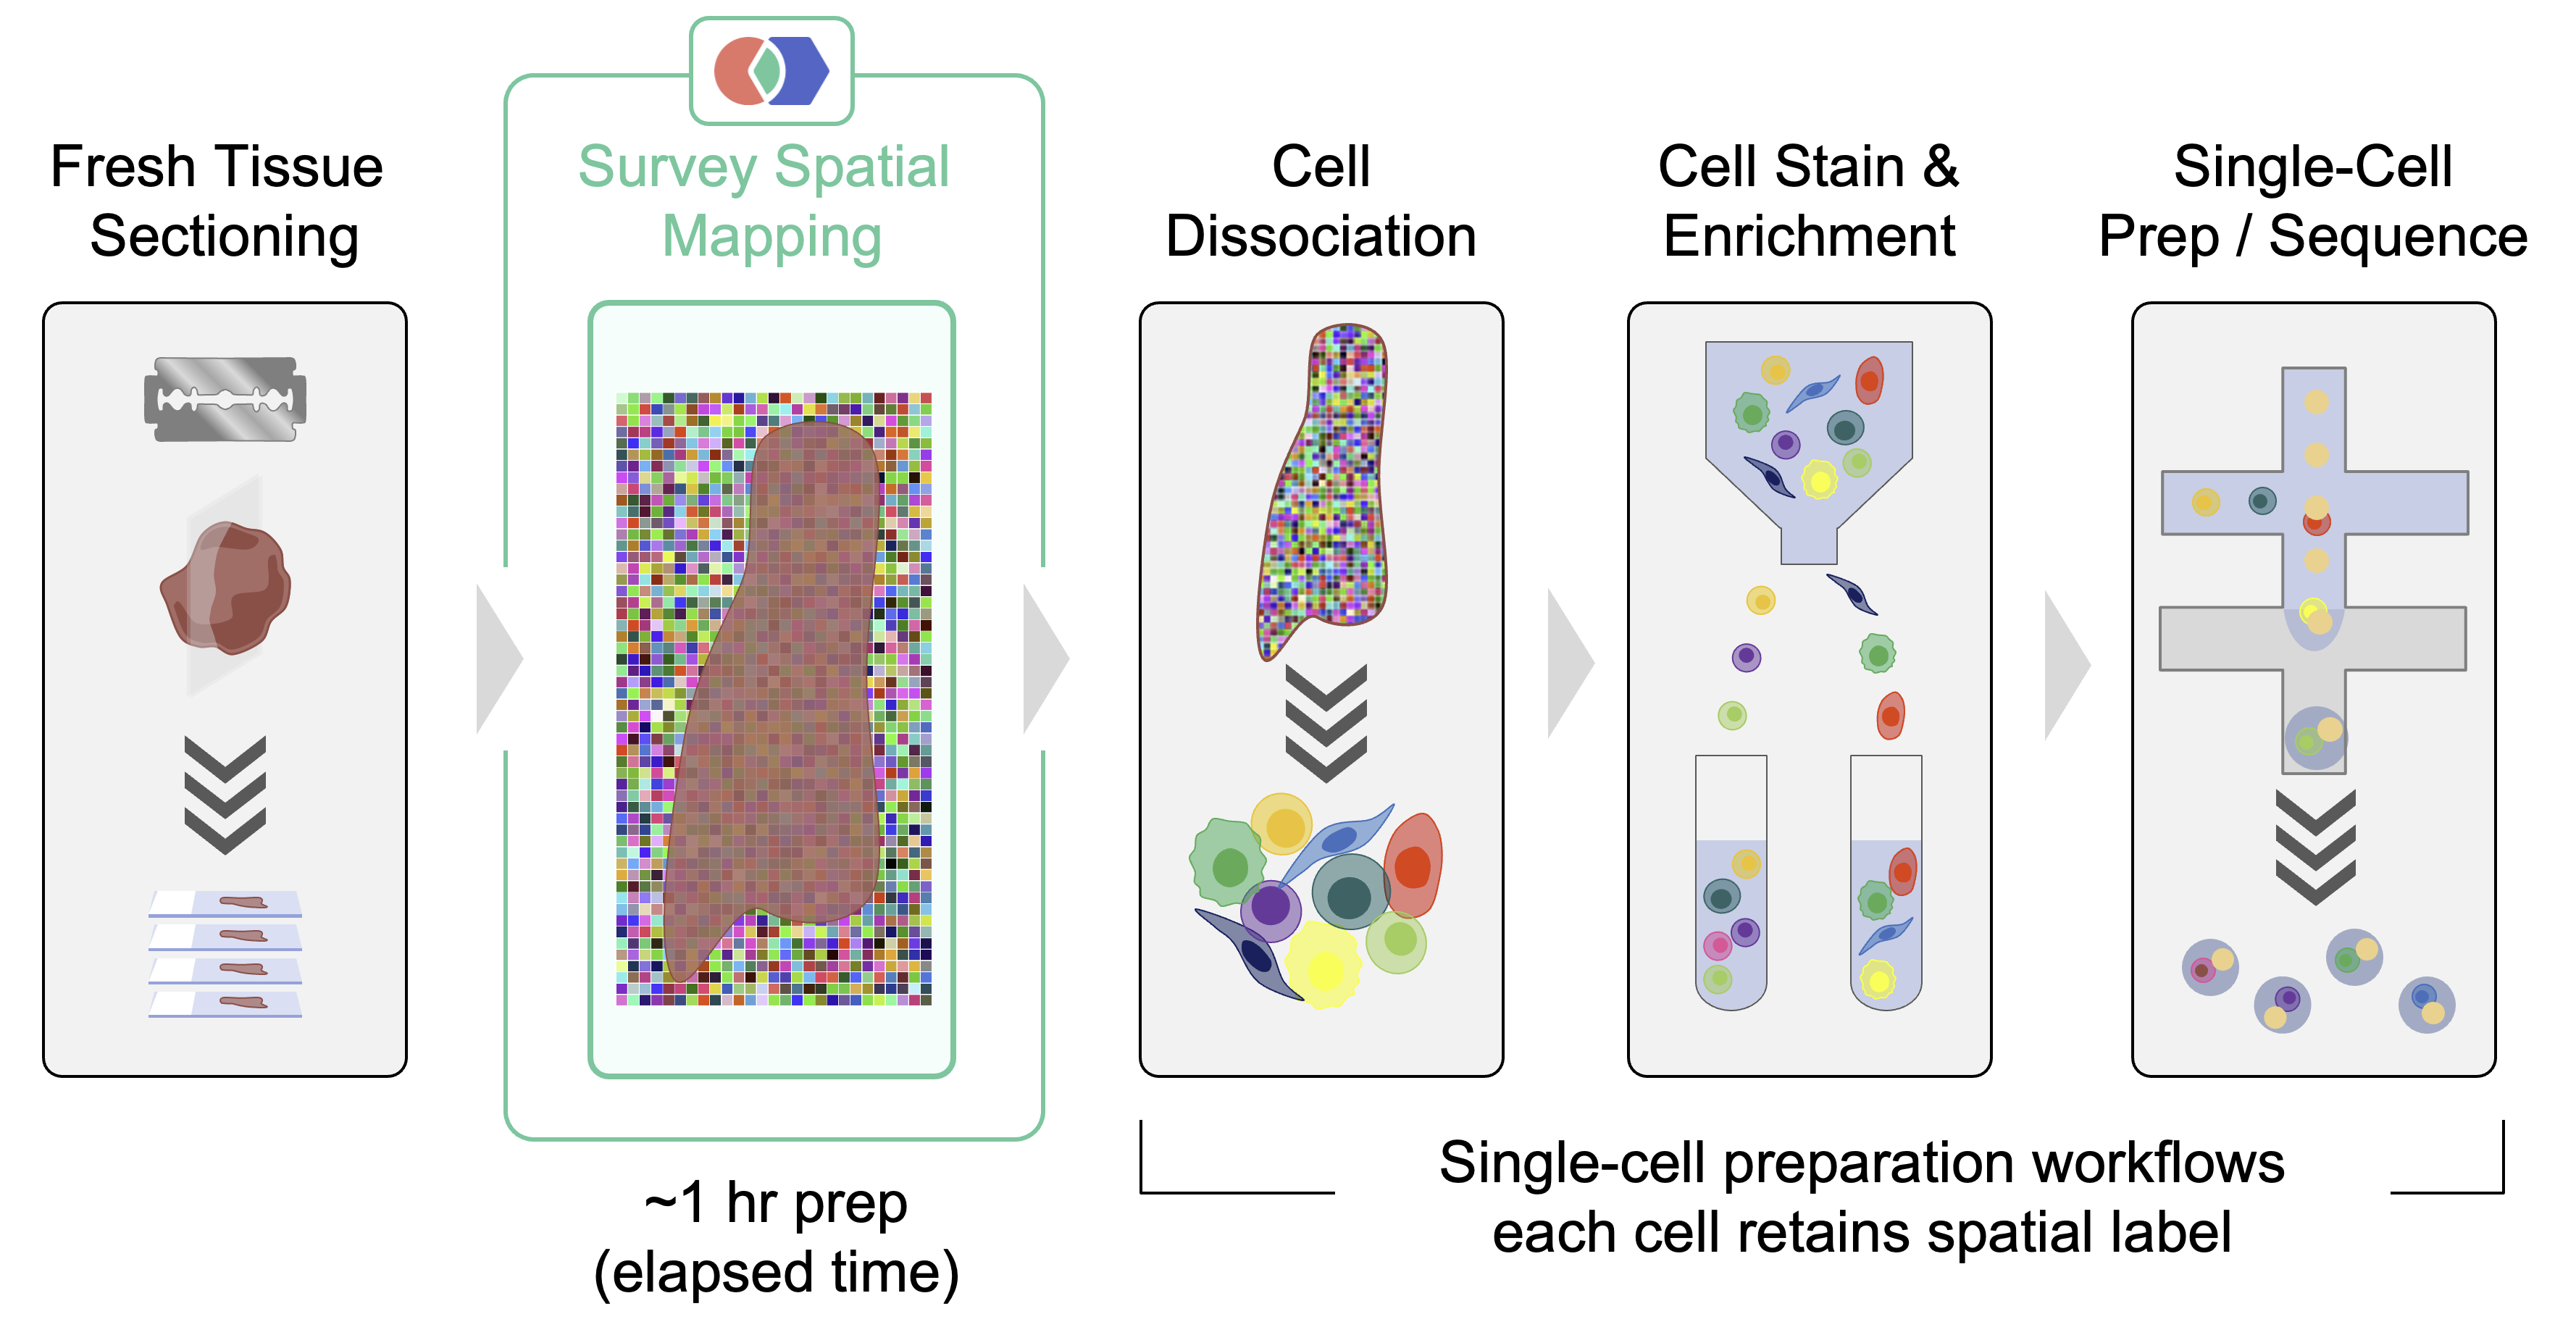 Fresh Tissue
Sectioning
Survey Spatial
Mapping
Cell
Dissociation
Cell Stain &
Enrichment
Single-Cell
Prep / Sequence
~1 hr prep
(elapsed time)
Single-cell preparation workflows
each cell retains spatial label